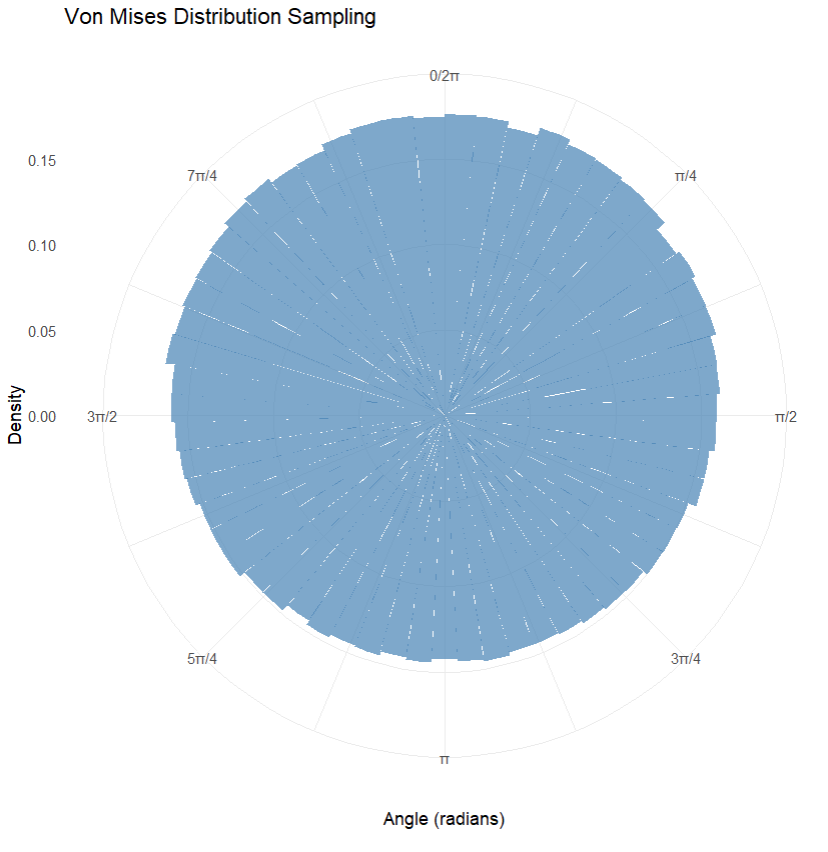 Von Mises Distribution Sampling
0/2π
0.15
7π/4
π/4
0.10
0.05
Density
0.00
3π/2
π/2
5π/4
3π/4
π
Angle (radians)